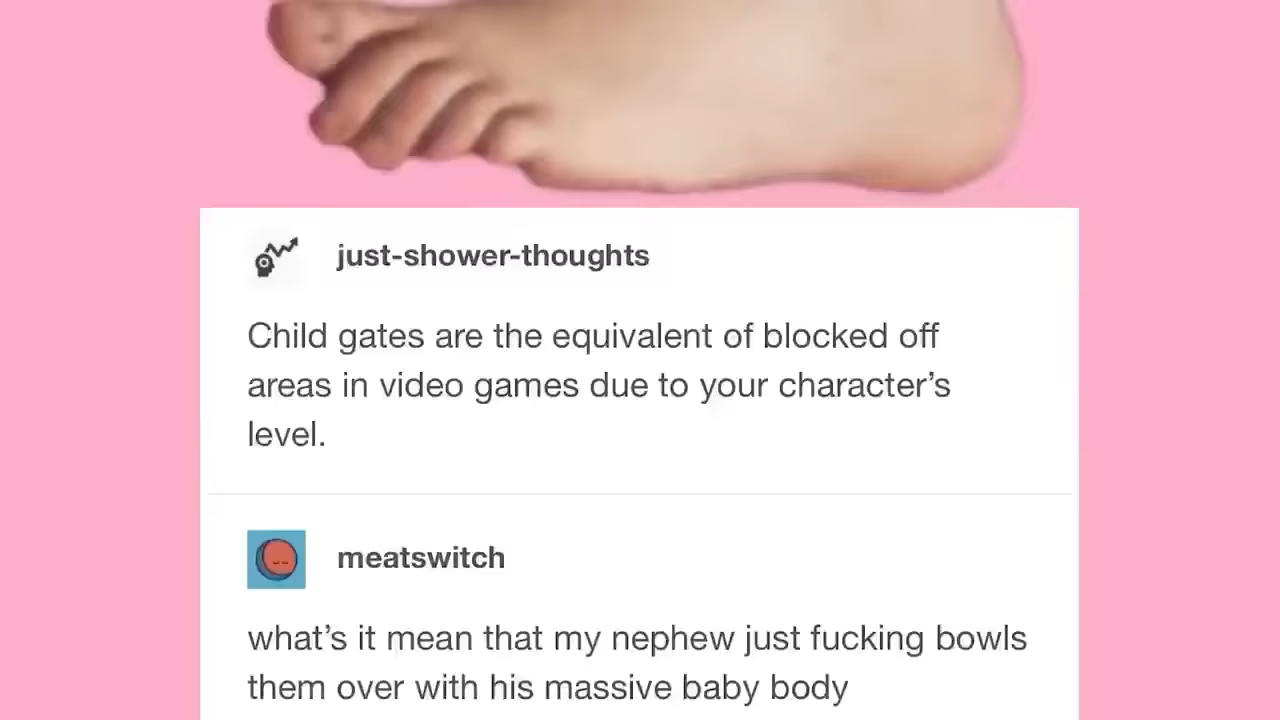 just-shower-thoughts
Child gates are the equivalent of blocked off
areas in video games due to your character’s
level.
meatswitch
what’s it mean that my nephew just fucking bowls
them over with his massive baby body